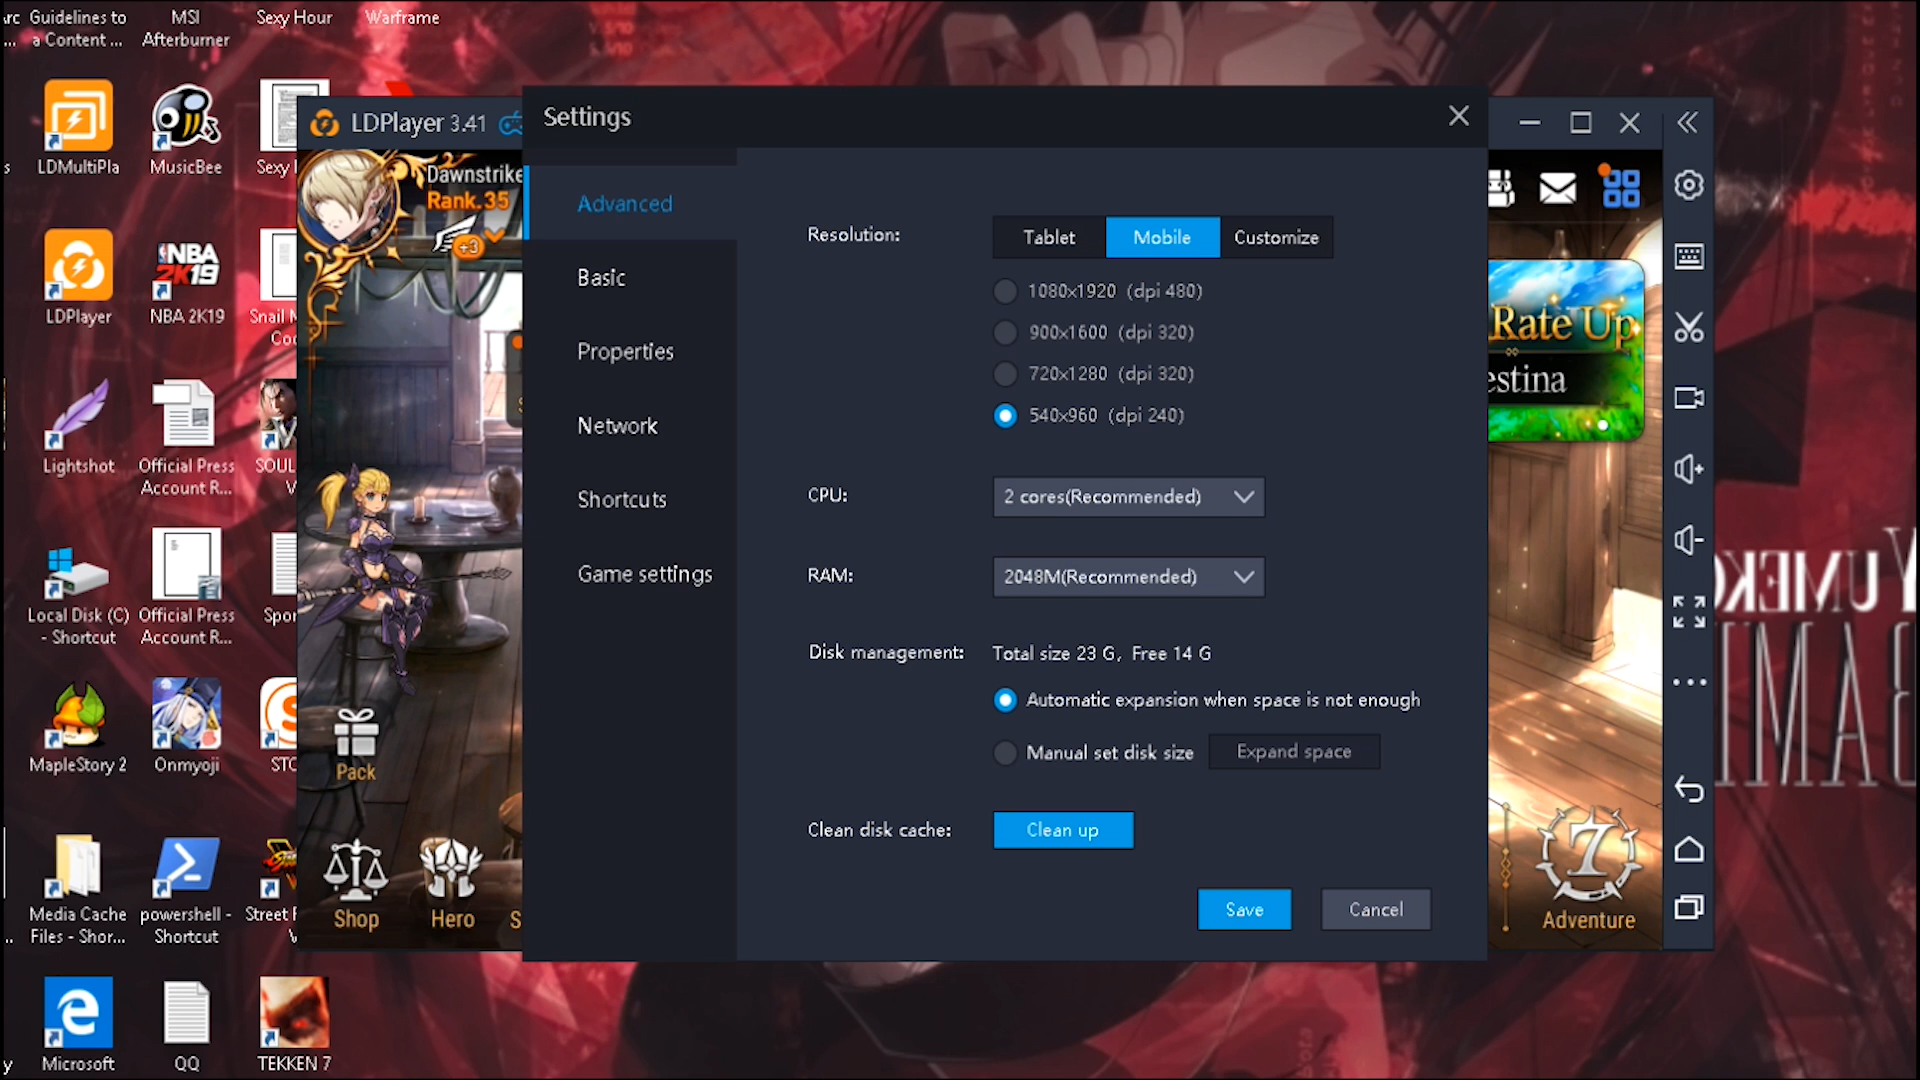 Guidelines to
a Content ...
MSI
Afterburner
Sexy Hour
Warframe
LDMultiPla
MusicBee
LDPlayer
NBA
2K19
NBA 2K19
Lightshot
Official Press
Account R...
Local Disk (C)
- Shortcut
Official Press
Account R...
MapleStory 2
Onmyoji
Media Cache
Files - Shor...
powershell -
Shortcut
Microsoft
QQ
TEKKEN 7
LDPlayer 3.41
Dawnstrike
Rank.35
+3
Pack
Shop
Hero
Settings
Advanced
Basic
Properties
Network
Shortcuts
Game settings
Resolution:
Tablet
Mobile
Customize
1080x1920 (dpi 480)
900x1600 (dpi 320)
720x1280 (dpi 320)
540x960 (dpi 240)
CPU:
2 cores(Recommended)
RAM:
2048M(Recommended)
Disk management:
Total size 23 G, Free 14 G
Automatic expansion when space is not enough
Manual set disk size
Expand space
Clean disk cache:
Clean up
Save
Cancel
Rate Up
estina
7
Adventure